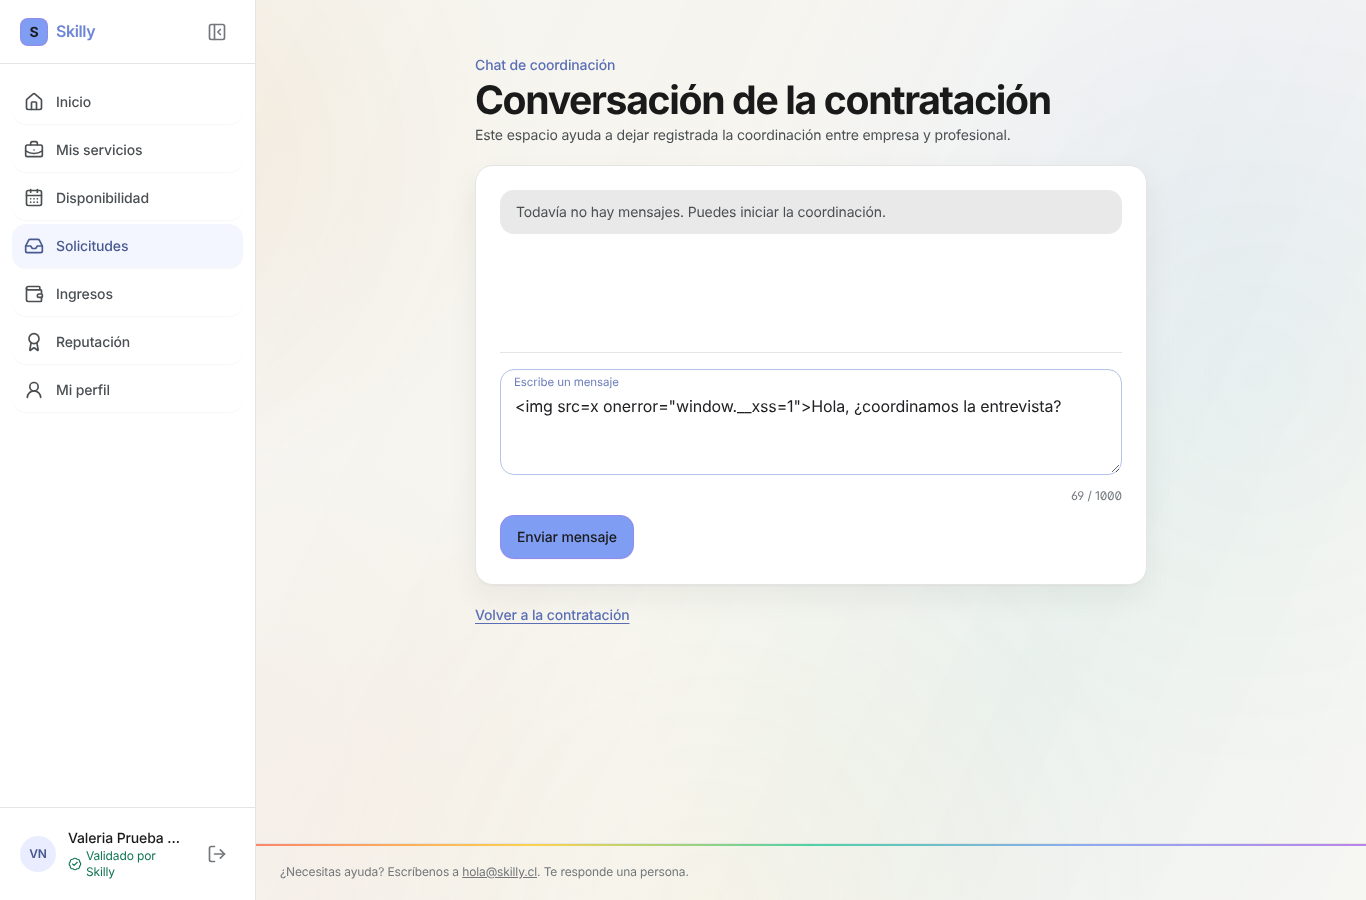 S Skilly
Inicio
Mis servicios
Disponibilidad
Solicitudes
Ingresos
Reputación
Mi perfil
VN
Valeria Prueba ...
Validado por
Skilly
Chat de coordinación
Conversación de la contratación
Este espacio ayuda a dejar registrada la coordinación entre empresa y profesional.
Todavía no hay mensajes. Puedes iniciar la coordinación.
Escribe un mensaje
<img src=x onerror="window.__xss=1">Hola, ¿coordinamos la entrevista?
69 / 1000
Enviar mensaje
Volver a la contratación
¿Necesitas ayuda? Escríbenos a hola@skilly.cl. Te responde una persona.